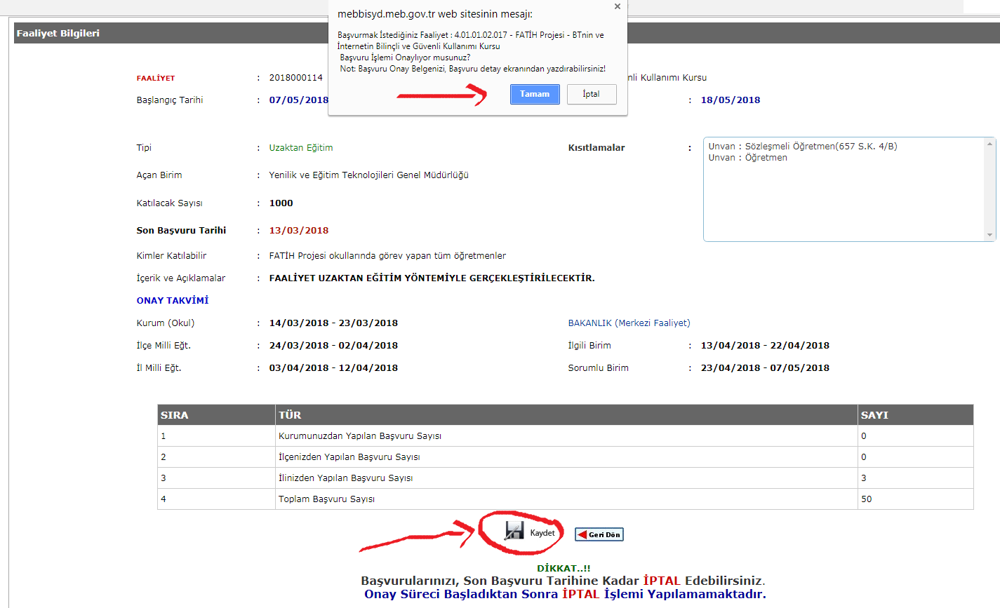 mebbisyd.meb.gov.tr web sitesinin mesajı:
Başvurmak İstediğiniz Faaliyet : 4.01.01.02.017 - FATİH Projesi - BTnin ve
İnternetin Bilinçli ve Güvenli Kullanımı Kursu
Başvuru İşlemi Onaylıyor musunuz?
Not: Başvuru Onay Belgenizi, Başvuru detay ekranından yazdırabilirsiniz!
Tamam İptal
Faaliyet Bilgileri
FAALİYET : 2018000114 nli Kullanımı Kursu
Başlangıç Tarihi : 07/05/2018 : 18/05/2018
Tipi : Uzaktan Eğitim Kısıtlamalar : Unvan : Sözleşmeli Öğretmen(657 S.K. 4/B)
Unvan : Öğretmen
Açan Birim : Yenilik ve Eğitim Teknolojileri Genel Müdürlüğü
Katılacak Sayısı : 1000
Son Başvuru Tarihi : 13/03/2018
Kimler Katılabilir : FATİH Projesi okullarında görev yapan tüm öğretmenler
İçerik ve Açıklamalar : FAALİYET UZAKTAN EĞİTİM YÖNTEMİYLE GERÇEKLEŞTİRİLECEKTİR.
ONAY TAKVİMİ
Kurum (Okul) : 14/03/2018 - 23/03/2018 BAKANLIK (Merkezi Faaliyet)
İlçe Milli Eğt. : 24/03/2018 - 02/04/2018 İlgili Birim : 13/04/2018 - 22/04/2018
İl Milli Eğt. : 03/04/2018 - 12/04/2018 Sorumlu Birim : 23/04/2018 - 07/05/2018
SIRA TÜR SAYI
1 Kurumunuzdan Yapılan Başvuru Sayısı 0
2 İlçenizden Yapılan Başvuru Sayısı 0
3 İlinizden Yapılan Başvuru Sayısı 3
4 Toplam Başvuru Sayısı 50
Kaydet Geri Dön
DİKKAT..!!
Başvurularınızı, Son Başvuru Tarihine Kadar İPTAL Edebilirsiniz.
Onay Süreci Başladıktan Sonra İPTAL İşlemi Yapılamamaktadır.